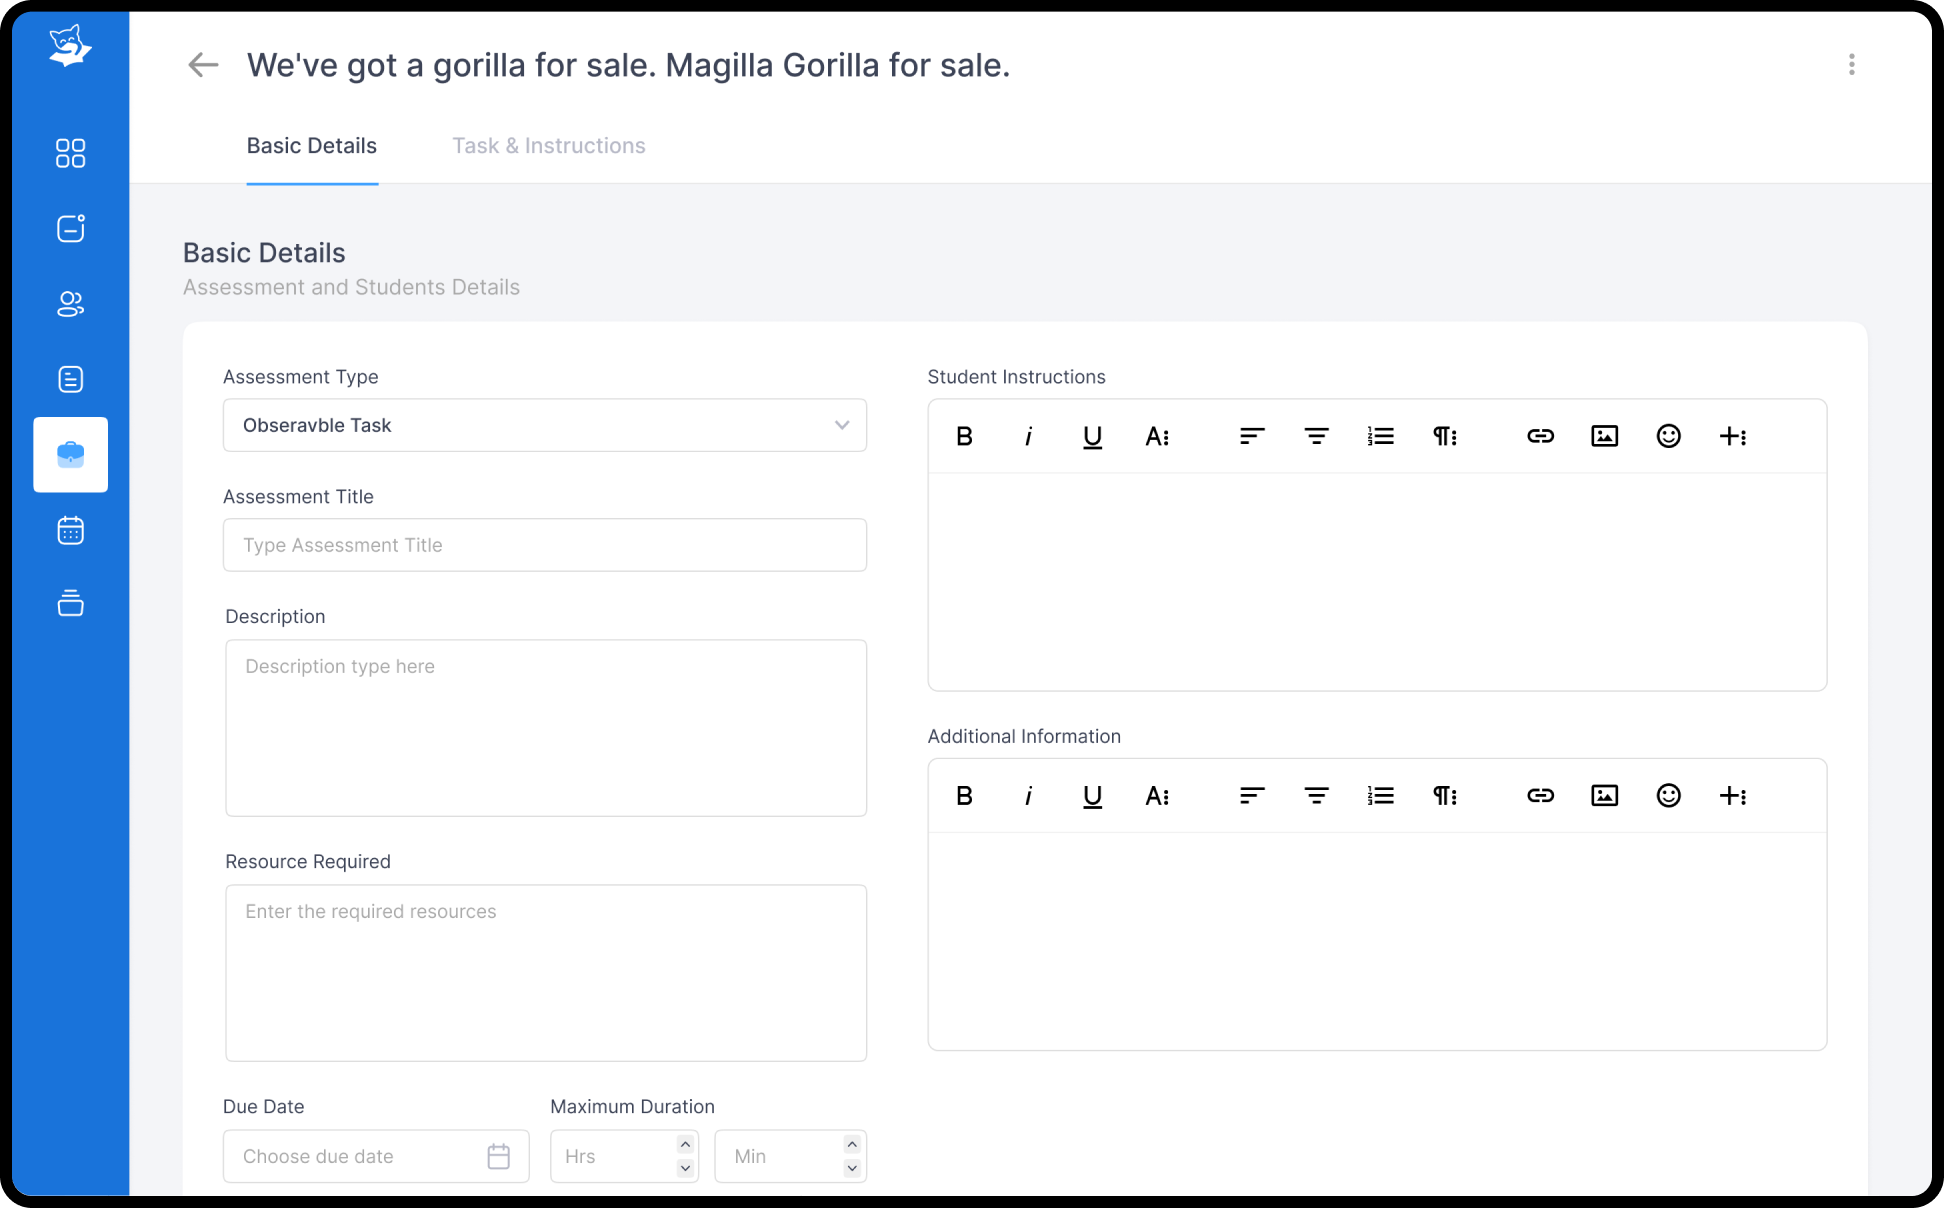 We've got a gorilla for sale. Magilla Gorilla for sale.
Basic Details
Task & Instructions
Basic Details
Assessment and Students Details
Assessment Type
Obseravble Task
Assessment Title
Type Assessment Title
Description
Description type here
Resource Required
Enter the required resources
Due Date
Choose due date
Maximum Duration
Hrs
Min
Student Instructions
Additional Information